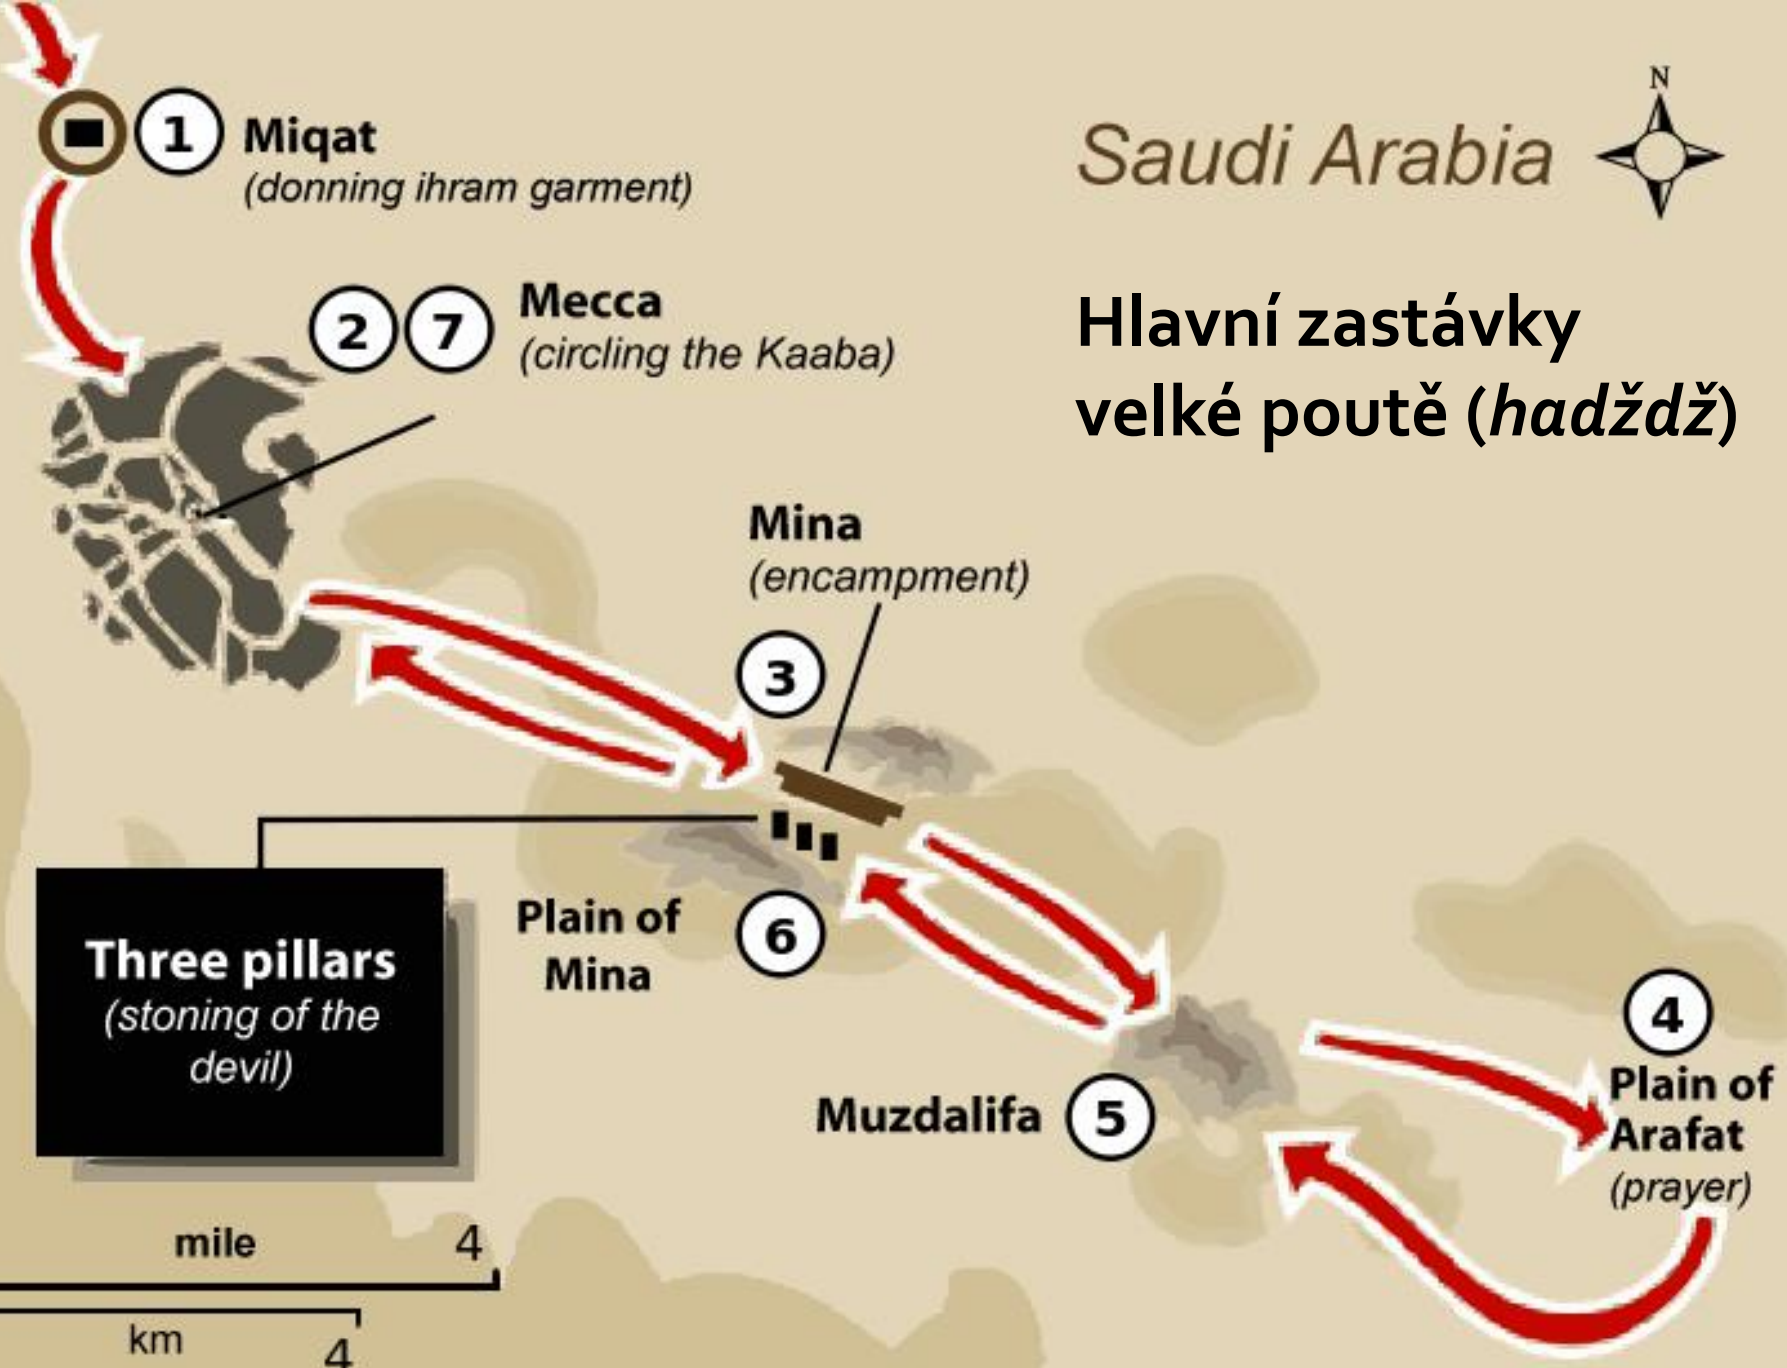 N
Saudi Arabia
1 Miqat
(donning ihram garment)
Hlavní zastávky
velké poutě (hadždž)
2 7 Mecca
(circling the Kaaba)
Mina
(encampment)
3
Three pillars
(stoning of the
devil)
Plain of
Mina
6
4
Plain of
Arafat
(prayer)
Muzdalifa 5
mile 4
km 4